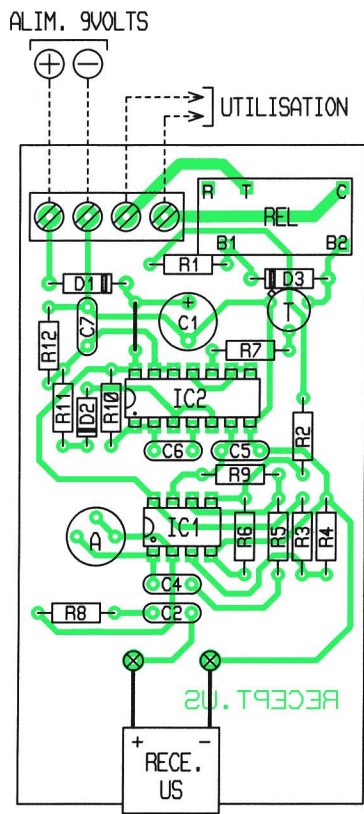 ALIM. 9VOLTS
+ −
UTILISATION
R T C
REL
B1 B2
R1
D1 D3
+
C1 T
C7
R12 R7
R11 D2 R10 IC2 R2
C6 C5
R9
A IC1 R6 R5 R3 R4
C4
R8 C2
RECEPT.US
+ −
RECE.
US